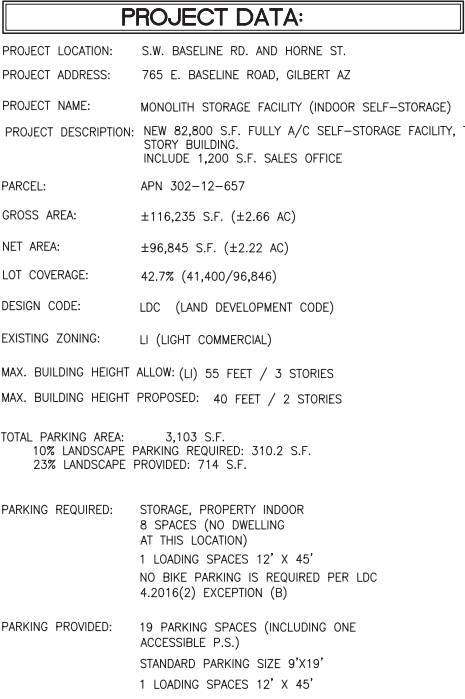 PROJECT DATA:
PROJECT LOCATION: S.W. BASELINE RD. AND HORNE ST.
PROJECT ADDRESS: 765 E. BASELINE ROAD, GILBERT AZ
PROJECT NAME: MONOLITH STORAGE FACILITY (INDOOR SELF-STORAGE)
PROJECT DESCRIPTION: NEW 82,800 S.F. FULLY A/C SELF-STORAGE FACILITY,
STORY BUILDING.
INCLUDE 1,200 S.F. SALES OFFICE
PARCEL: APN 302-12-657
GROSS AREA: ±116,235 S.F. (±2.66 AC)
NET AREA: ±96,845 S.F. (±2.22 AC)
LOT COVERAGE: 42.7% (41,400/96,846)
DESIGN CODE: LDC (LAND DEVELOPMENT CODE)
EXISTING ZONING: LI (LIGHT COMMERCIAL)
MAX. BUILDING HEIGHT ALLOW: (LI) 55 FEET / 3 STORIES
MAX. BUILDING HEIGHT PROPOSED: 40 FEET / 2 STORIES
TOTAL PARKING AREA: 3,103 S.F.
10% LANDSCAPE PARKING REQUIRED: 310.2 S.F.
23% LANDSCAPE PROVIDED: 714 S.F.
PARKING REQUIRED: STORAGE, PROPERTY INDOOR
8 SPACES (NO DWELLING
AT THIS LOCATION)
1 LOADING SPACES 12' X 45'
NO BIKE PARKING IS REQUIRED PER LDC
4.2016(2) EXCEPTION (B)
PARKING PROVIDED: 19 PARKING SPACES (INCLUDING ONE
ACCESSIBLE P.S.)
STANDARD PARKING SIZE 9'X19'
1 LOADING SPACES 12' X 45'